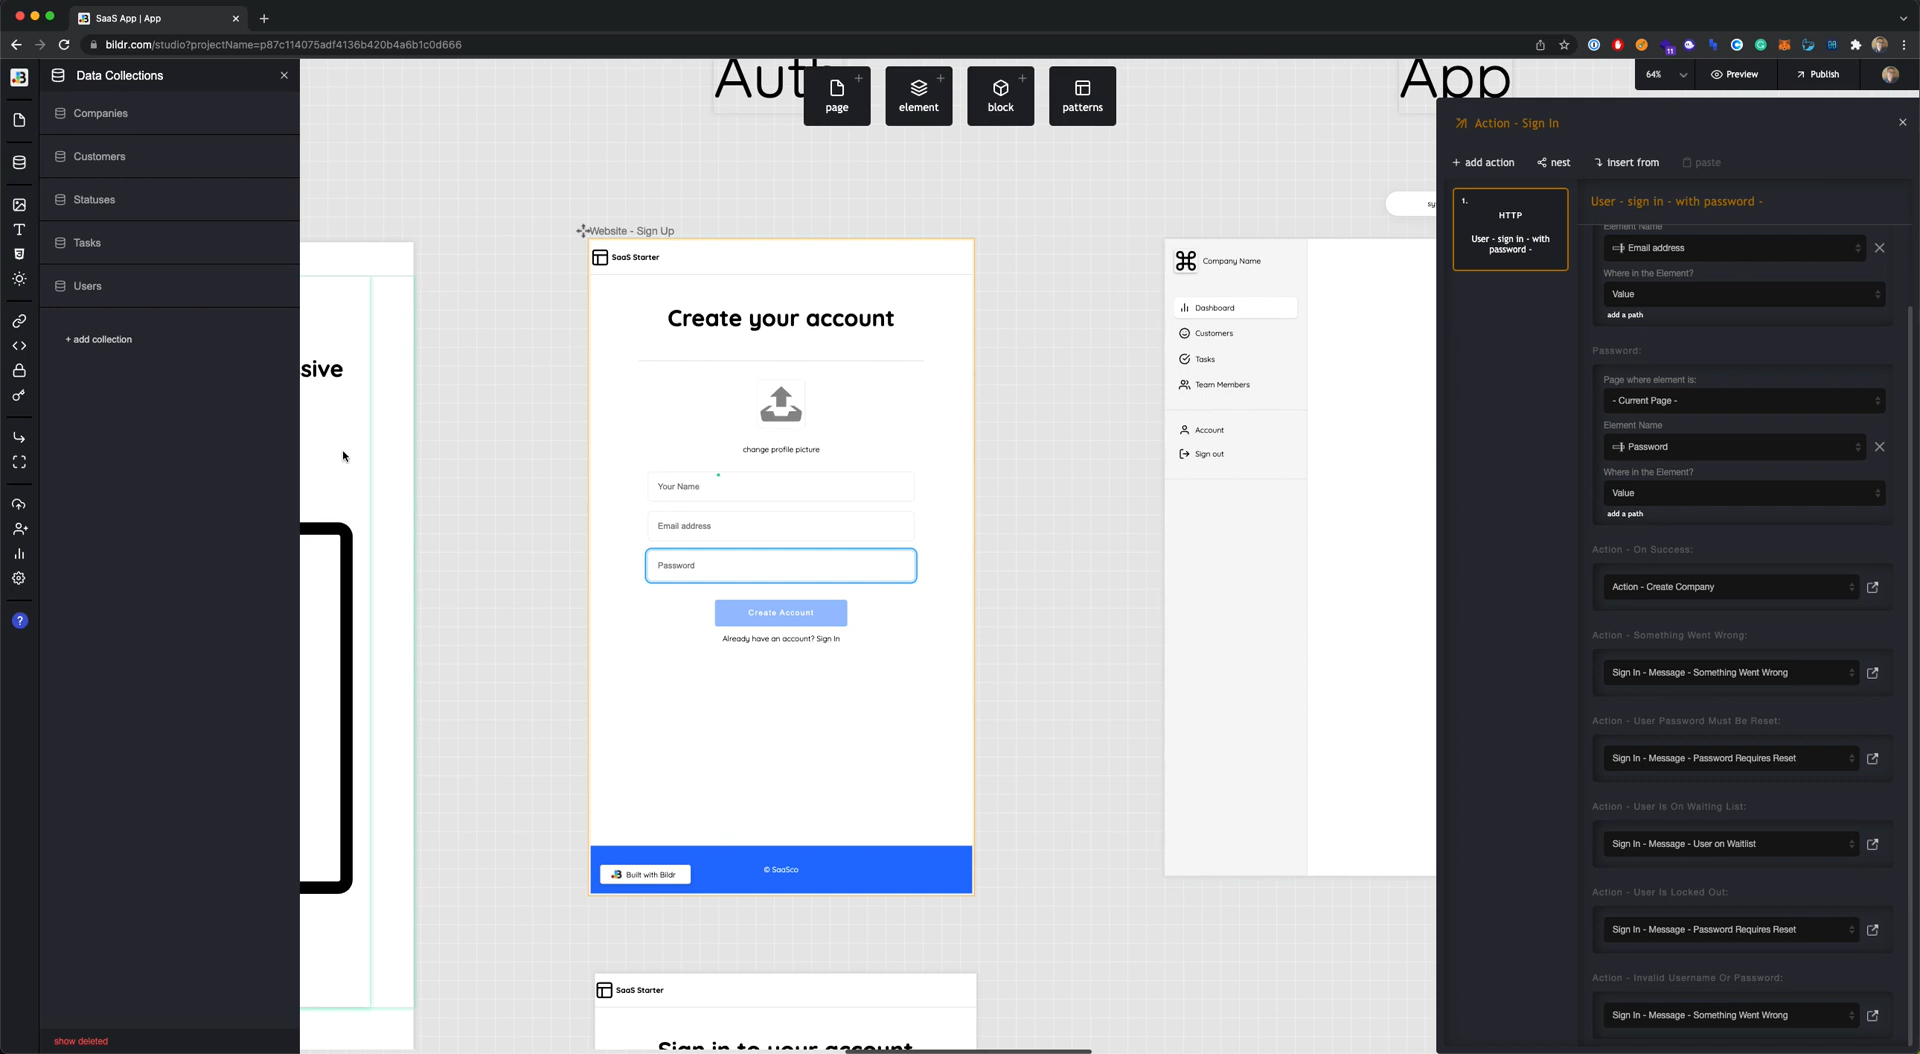 SaaS App | App
bildr.com/studio?projectName=p87c114075adf4136b420b4a6b1c0d666
11
Data Collections
Companies
Customers
Statuses
Tasks
Users
+ add collection
show deleted
?
sive
page
element
block
patterns
App
64%
Preview
Publish
Website - Sign Up
SaaS Starter
Create your account
change profile picture
Your Name
Email address
Password
Create Account
Already have an account? Sign In
Built with Bildr
© SaaSco
SaaS Starter
Sign in to your account
Company Name
Dashboard
Customers
Tasks
Team Members
Account
Sign out
Action - Sign In
+ add action
nest
insert from
paste
1.
HTTP
User - sign in - with
password -
User - sign in - with password -
Element Name
Email address
Where in the Element?
Value
add a path
Password:
Page where element is:
- Current Page -
Element Name
Password
Where in the Element?
Value
add a path
Action - On Success:
Action - Create Company
Action - Something Went Wrong:
Sign In - Message - Something Went Wrong
Action - User Password Must Be Reset:
Sign In - Message - Password Requires Reset
Action - User Is On Waiting List:
Sign In - Message - User on Waitlist
Action - User Is Locked Out:
Sign In - Message - Password Requires Reset
Action - Invalid Username Or Password:
Sign In - Message - Something Went Wrong